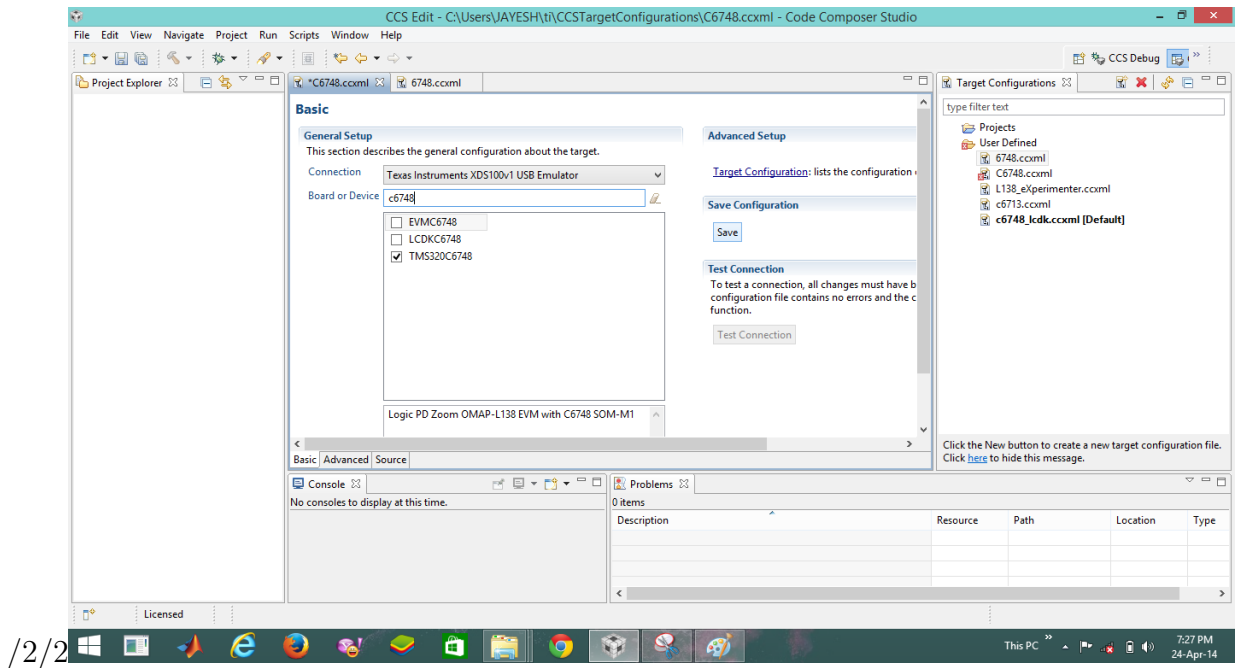 CCS Edit - C:\Users\JAYESH\ti\CCSTargetConfigurations\C6748.ccxml - Code Composer Studio
File Edit View Navigate Project Run Scripts Window Help
CCS Debug
Project Explorer
*C6748.ccxml 6748.ccxml
Target Configurations
type filter text
Basic
General Setup
This section describes the general configuration about the target.
Connection Texas Instruments XDS100v1 USB Emulator
Board or Device c6748
EVMC6748
LCDKC6748
TMS320C6748
Logic PD Zoom OMAP-L138 EVM with C6748 SOM-M1
Advanced Setup
Target Configuration: lists the configuration
Save Configuration
Save
Test Connection
To test a connection, all changes must have b
configuration file contains no errors and the c
function.
Test Connection
Basic Advanced Source
Projects
User Defined
6748.ccxml
C6748.ccxml
L138_eXperimenter.ccxml
c6713.ccxml
c6748_lcdk.ccxml [Default]
Click the New button to create a new target configuration file.
Click here to hide this message.
Console
No consoles to display at this time.
Problems
0 items
Description Resource Path Location Type
Licensed
/2/2
This PC
7:27 PM
24-Apr-14